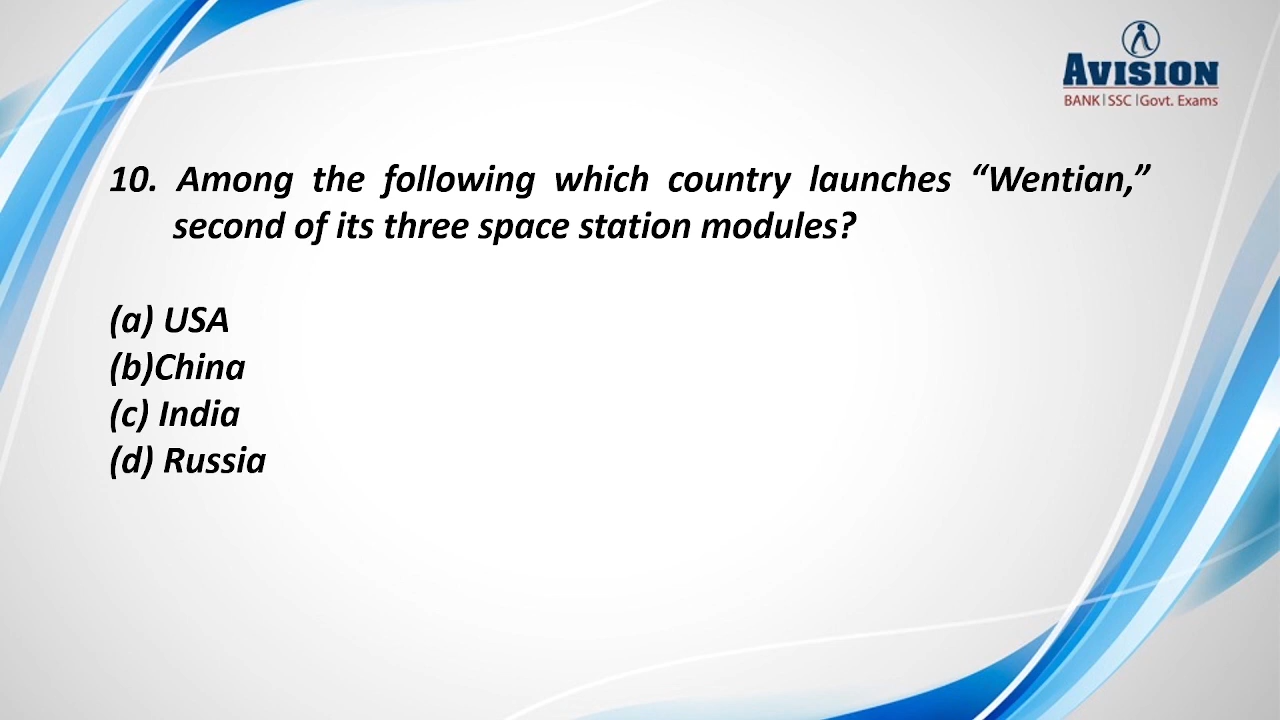 AVISION
BANK|SSC|Govt. Exams
10. Among the following which country launches “Wentian,”
second of its three space station modules?
(a) USA
(b)China
(c) India
(d) Russia